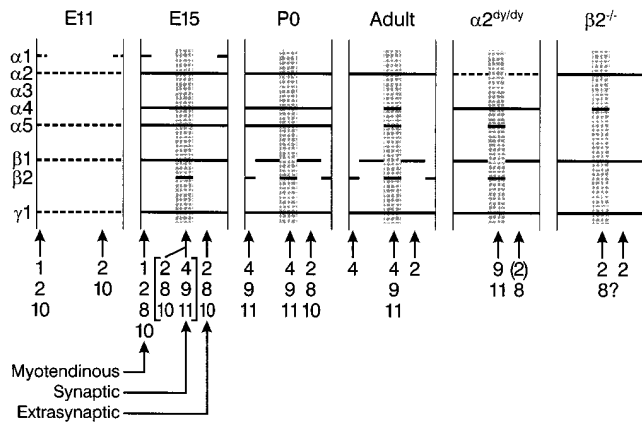 E11 E15 P0 Adult α2dy/dy β2-/-
α1
α2
α3
α4
α5
β1
β2
γ1
1 2 1 2 4 2 4 4 2 4 4 2 9 (2) 2 2
2 10 2 8 9 8 9 9 8 9 11 8 8?
10 8 10 11 10 11 11 10 11
10
Myotendinous
Synaptic
Extrasynaptic